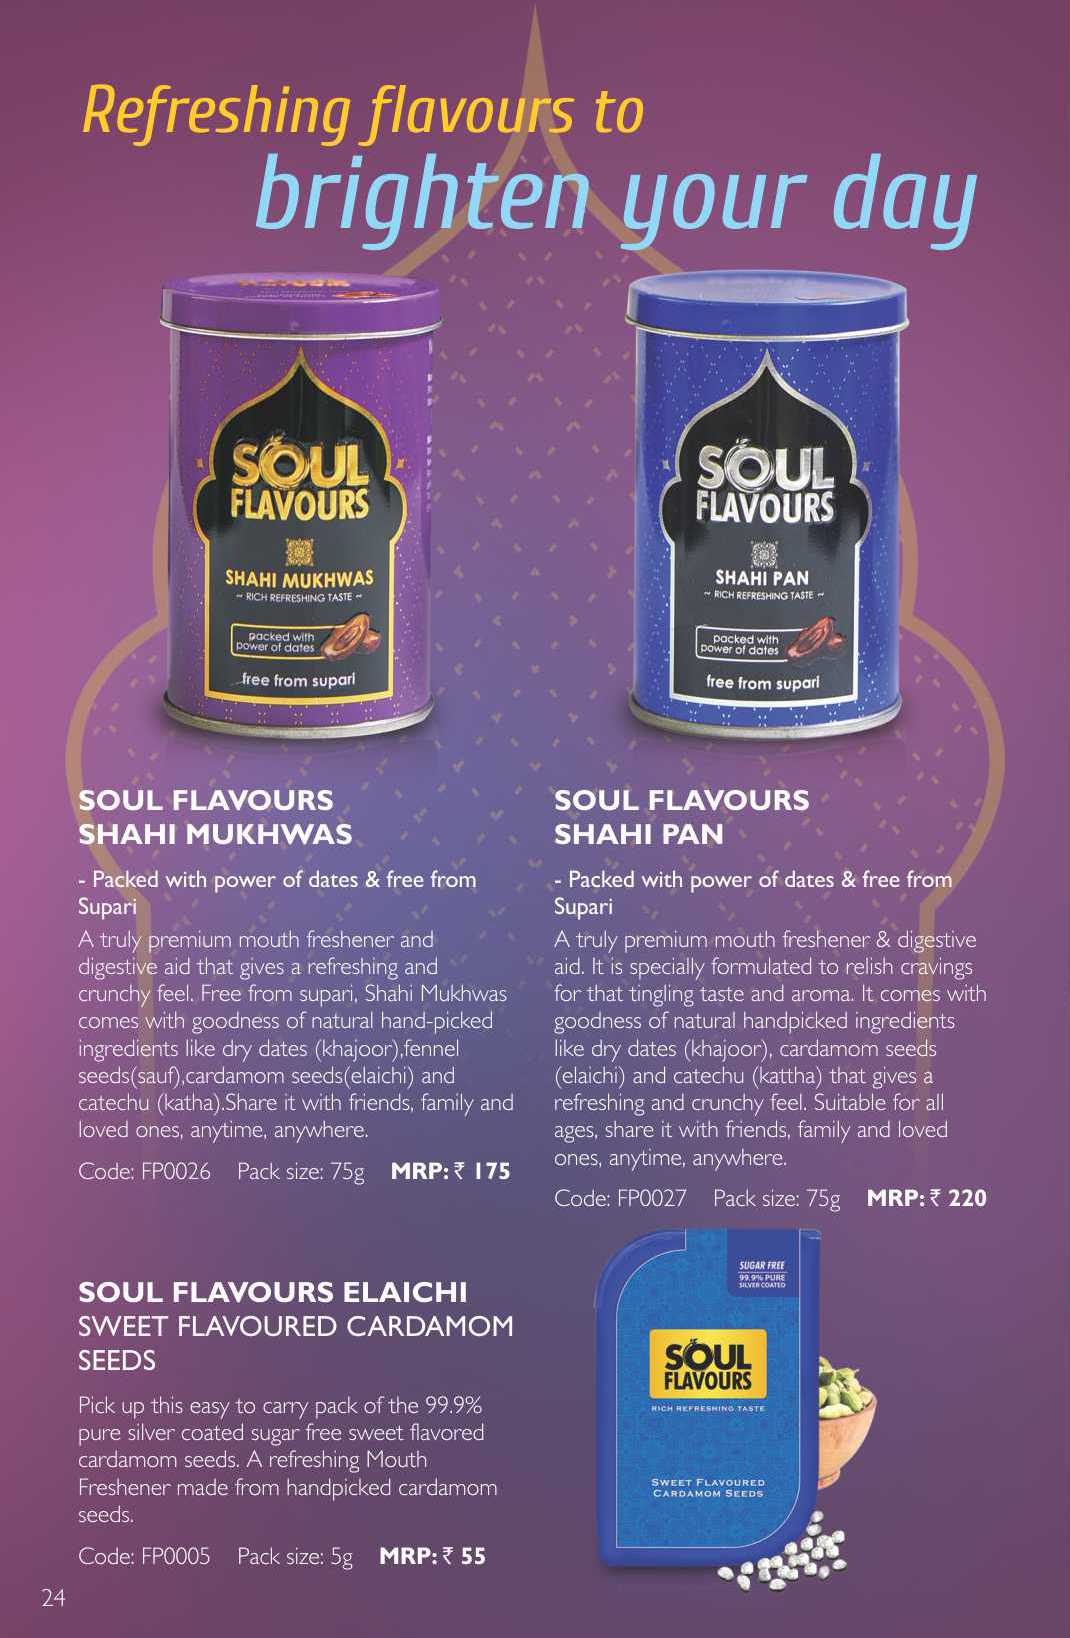 Refreshing flavours to
brighten your day
SOUL
FLAVOURS
SHAHI MUKHWAS
~ RICH REFRESHING TASTE ~
packed with
power of dates
free from supari
SOUL
FLAVOURS
SHAHI PAN
~ RICH REFRESHING TASTE ~
packed with
power of dates
free from supari
SOUL FLAVOURS
SHAHI MUKHWAS
- Packed with power of dates & free from
Supari
A truly premium mouth freshener and
digestive aid that gives a refreshing and
crunchy feel. Free from supari, Shahi Mukhwas
comes with goodness of natural hand-picked
ingredients like dry dates (khajoor),fennel
seeds(sauf),cardamom seeds(elaichi) and
catechu (katha).Share it with friends, family and
loved ones, anytime, anywhere.
Code: FP0026 Pack size: 75g MRP: ₹ 175
SOUL FLAVOURS
SHAHI PAN
- Packed with power of dates & free from
Supari
A truly premium mouth freshener & digestive
aid. It is specially formulated to relish cravings
for that tingling taste and aroma. It comes with
goodness of natural handpicked ingredients
like dry dates (khajoor), cardamom seeds
(elaichi) and catechu (kattha) that gives a
refreshing and crunchy feel. Suitable for all
ages, share it with friends, family and loved
ones, anytime, anywhere.
Code: FP0027 Pack size: 75g MRP: ₹ 220
SOUL FLAVOURS ELAICHI
SWEET FLAVOURED CARDAMOM
SEEDS
Pick up this easy to carry pack of the 99.9%
pure silver coated sugar free sweet flavored
cardamom seeds. A refreshing Mouth
Freshener made from handpicked cardamom
seeds.
Code: FP0005 Pack size: 5g MRP: ₹ 55
SUGAR FREE
99.9% PURE
SILVER COATED
SOUL
FLAVOURS
RICH REFRESHING TASTE
SWEET FLAVOURED
CARDAMOM SEEDS
24